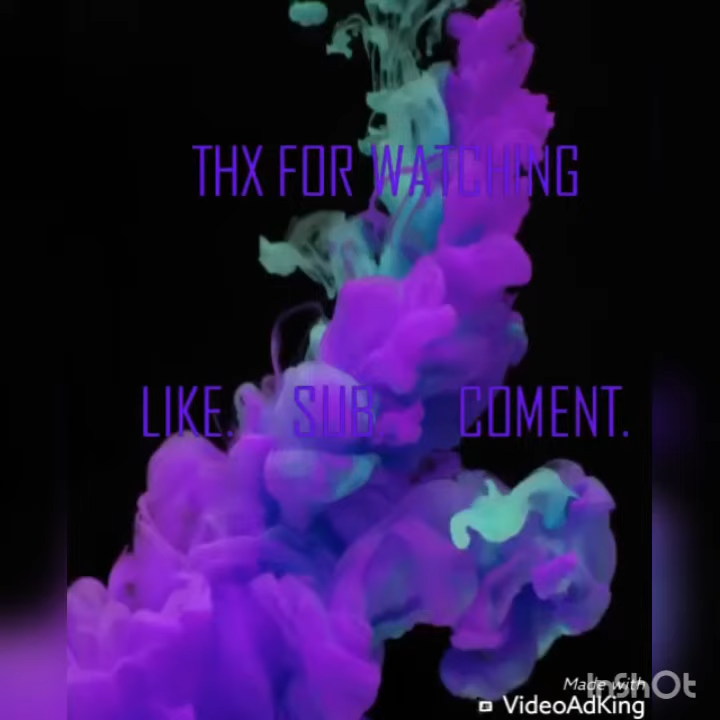 THX FOR WATCHING
LIKE. SUB. COMENT.
Made with
InShOt
VideoAdKing